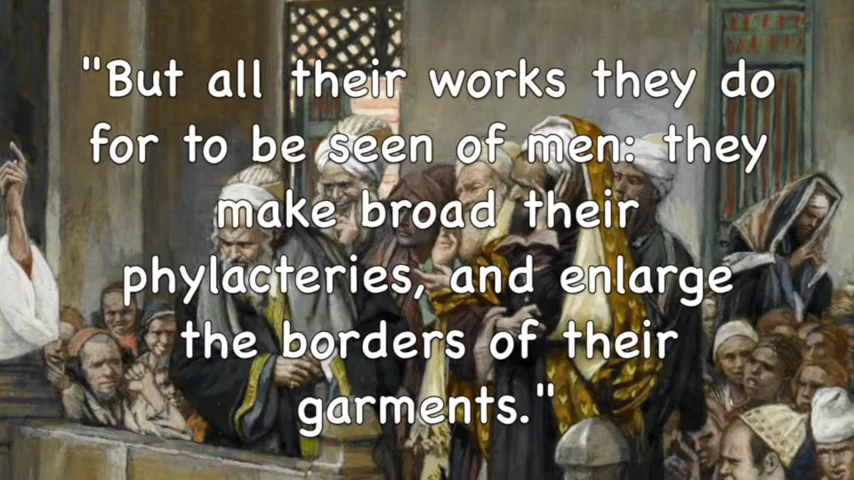 "But all their works they do
for to be seen of men: they
make broad their
phylacteries, and enlarge
the borders of their
garments."